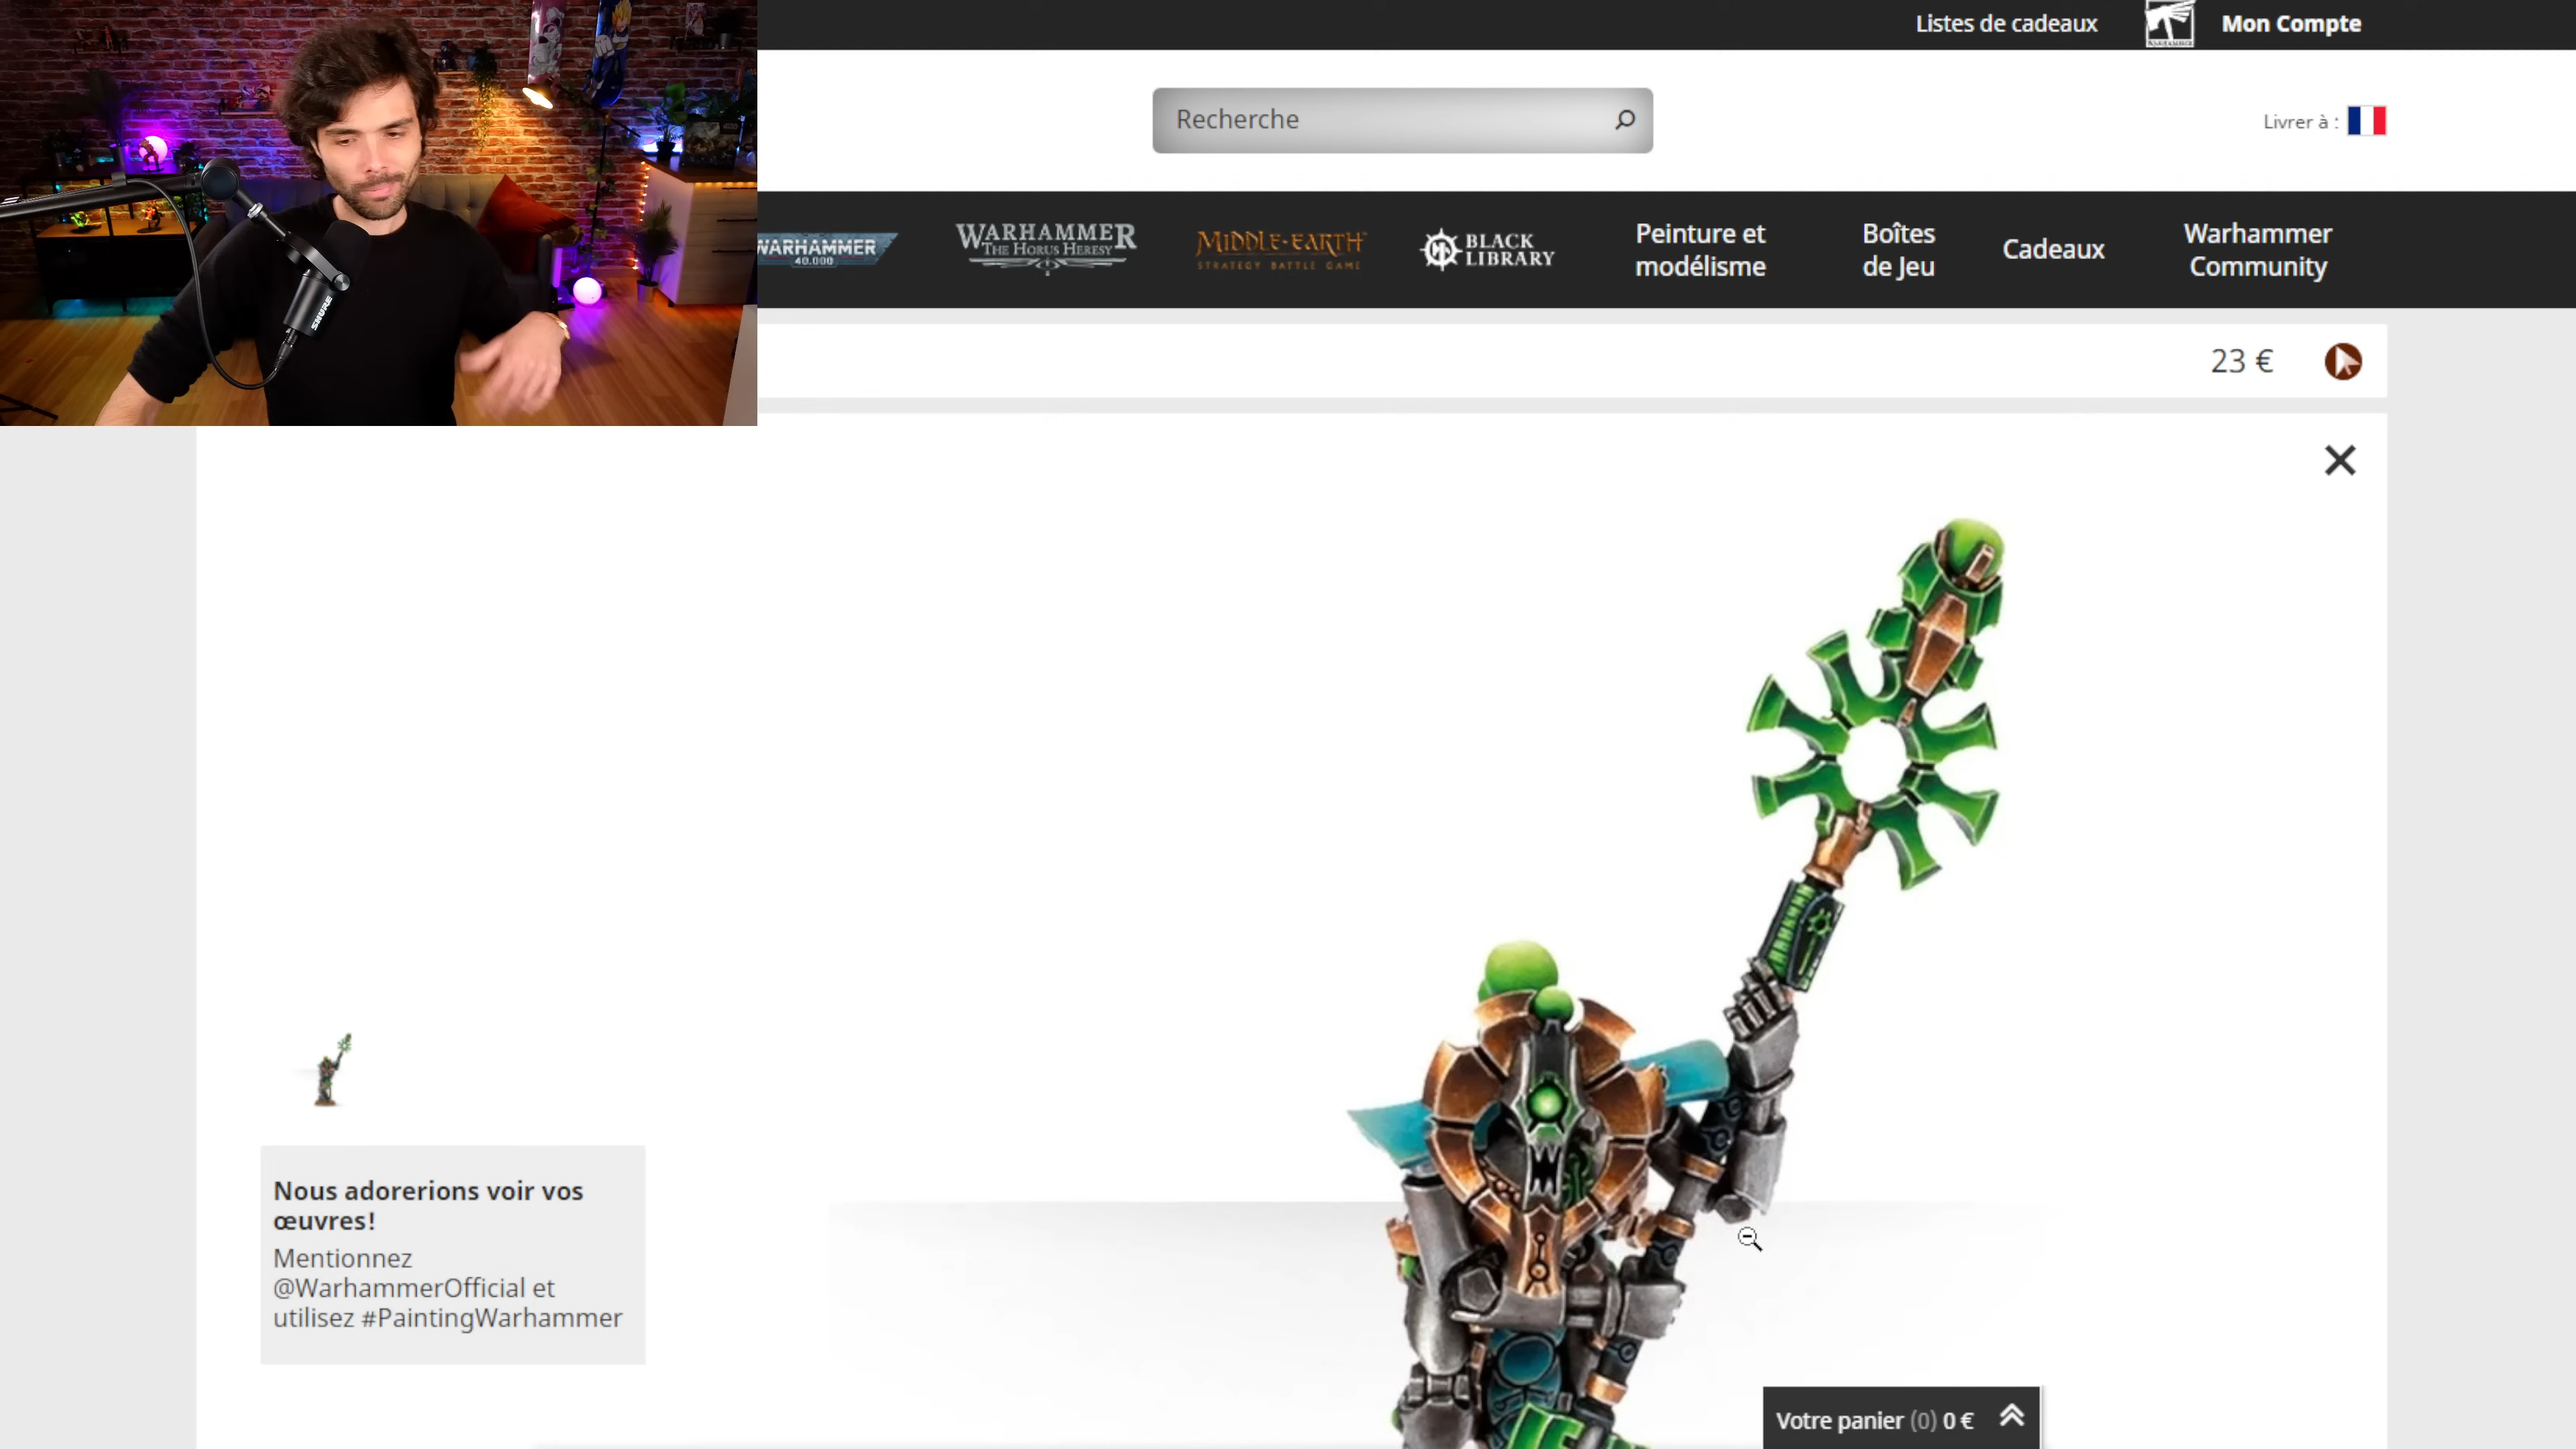 Listes de cadeaux
Mon Compte
Recherche
Livrer à :
WARHAMMER
40,000
WARHAMMER
THE HORUS HERESY
MIDDLE-EARTH
STRATEGY BATTLE GAME
BLACK
LIBRARY
Peinture et
modélisme
Boîtes
de Jeu
Cadeaux
Warhammer
Community
23 €
SHURE
Nous adorerions voir vos
œuvres!
Mentionnez
@WarhammerOfficial et
utilisez #PaintingWarhammer
Votre panier (0) 0 €